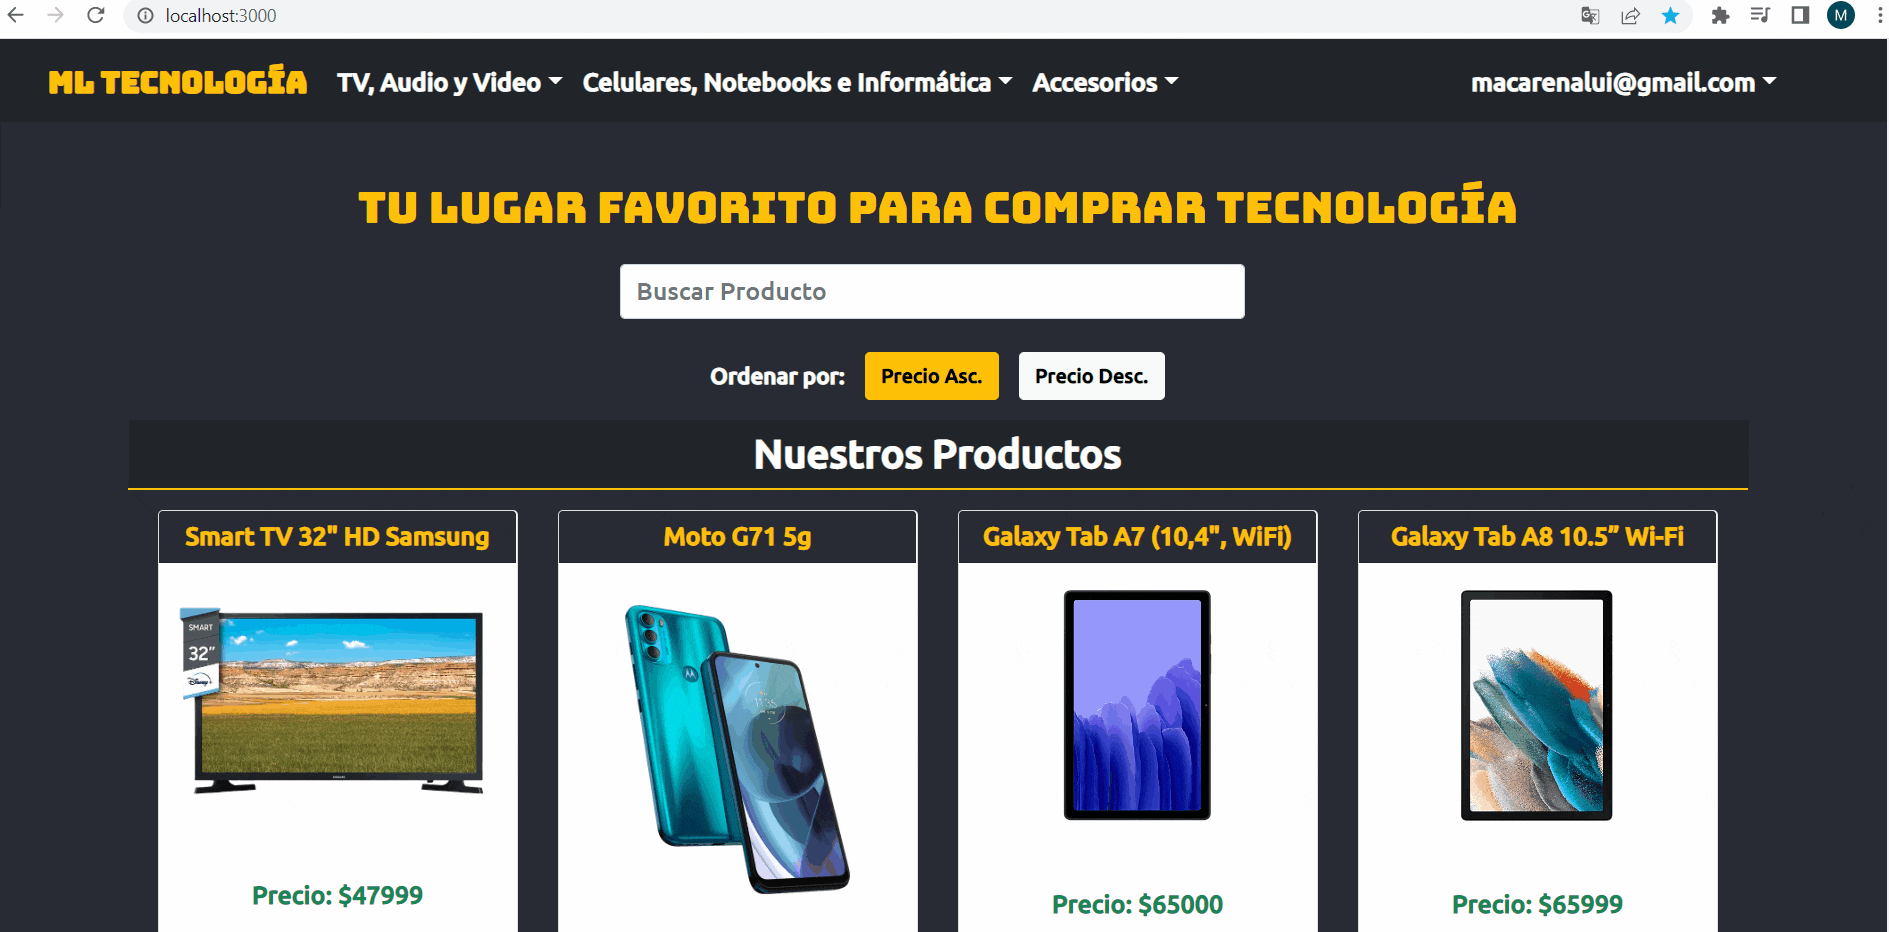 localhost:3000
M
ML TECNOLOGÍA
TV, Audio y Video
Celulares, Notebooks e Informática
Accesorios
macarenalui@gmail.com
TU LUGAR FAVORITO PARA COMPRAR TECNOLOGÍA
Buscar Producto
Ordenar por:
Precio Asc.
Precio Desc.
Nuestros Productos
Smart TV 32" HD Samsung
Moto G71 5g
Galaxy Tab A7 (10,4", WiFi)
Galaxy Tab A8 10.5” Wi-Fi
SMART
32”
Disney+
Precio: $47999
Precio: $65000
Precio: $65999